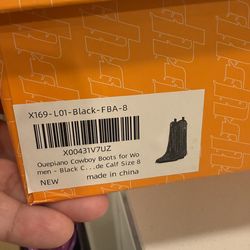 X169-L01-Black-FBA-8
X00431V7UZ
Ouepiano Cowboy Boots for Wo
men - Black C...de Calf Size 8
NEW
made in china